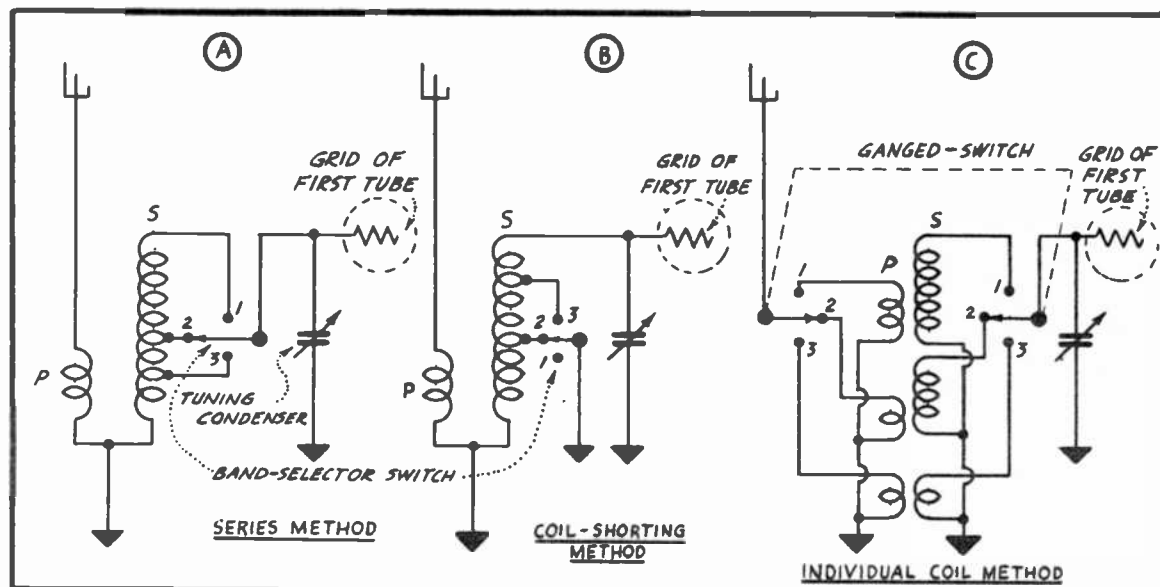 A
B
C
GRID OF
FIRST TUBE
S
P
1
2
3
TUNING
CONDENSER
BAND-SELECTOR SWITCH
SERIES METHOD
GRID OF
FIRST TUBE
S
P
3
2
1
COIL-SHORTING
METHOD
GANGED-SWITCH
GRID OF
FIRST
TUBE
S
P
1
2
3
1
2
3
INDIVIDUAL COIL METHOD